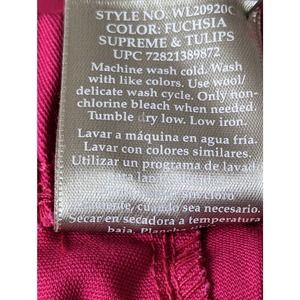 STYLE NO. WL20920C
COLOR: FUCHSIA
SUPREME & TULIPS
UPC 72821389872
Machine wash cold. Wash
with like colors. Use wool/
delicate wash cycle. Only non-
chlorine bleach when needed.
Tumble dry low. Low iron.
Lavar a máquina en agua fría.
Lavar con colores similares.
Utilizar un programa de lavado
para
cuando sea necesario.
Secar en secadora a temperatura
baja. Plancha